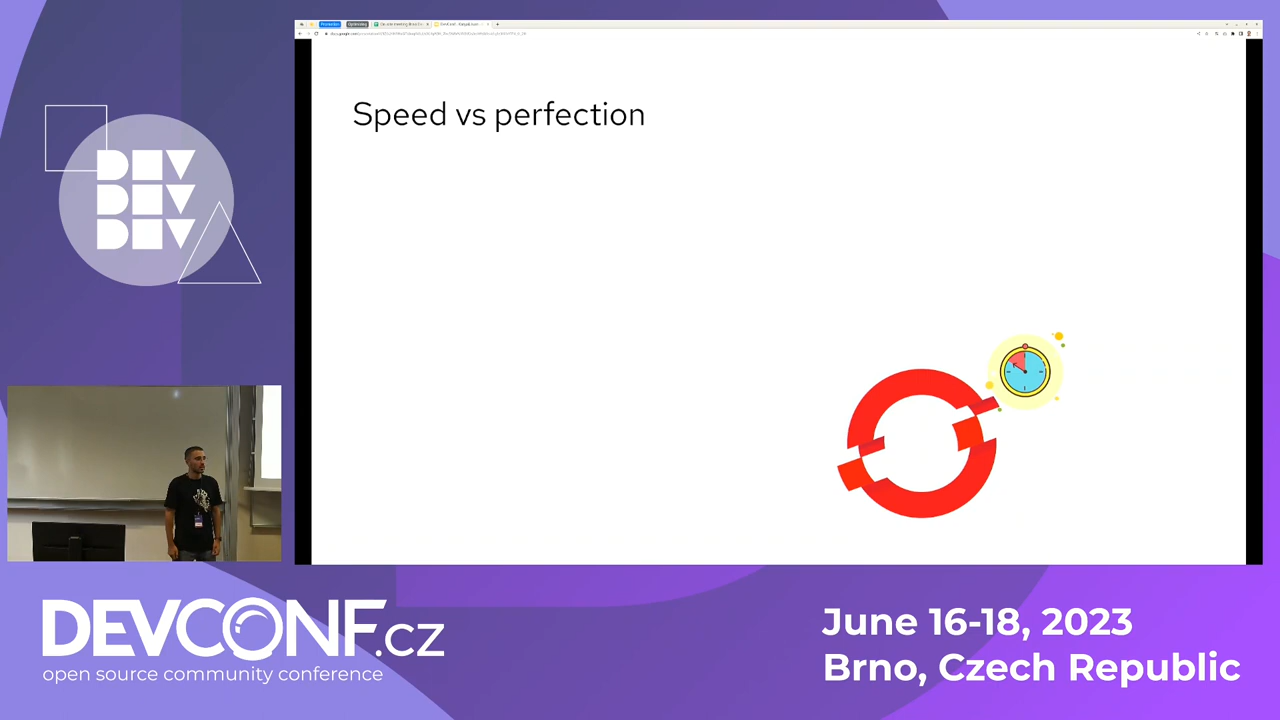 Speed vs perfection
DEV
DEV
DEV
DEVCONF.cz
open source community conference
June 16-18, 2023
Brno, Czech Republic